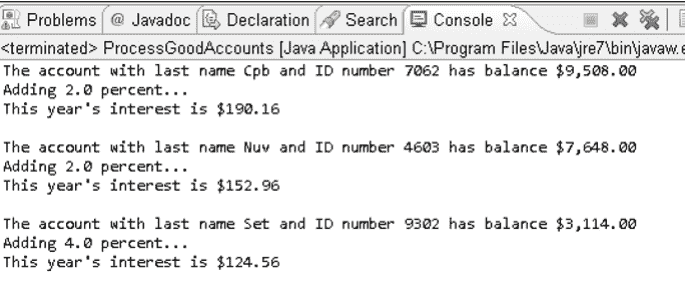 Problems @ Javadoc Declaration Search Console
<terminated> ProcessGoodAccounts [Java Application] C:\Program Files\Java\jre7\bin\javaw.e
The account with last name Cpb and ID number 7062 has balance $9,508.00
Adding 2.0 percent...
This year's interest is $190.16
The account with last name Nuv and ID number 4603 has balance $7,648.00
Adding 2.0 percent...
This year's interest is $152.96
The account with last name Set and ID number 9302 has balance $3,114.00
Adding 4.0 percent...
This year's interest is $124.56